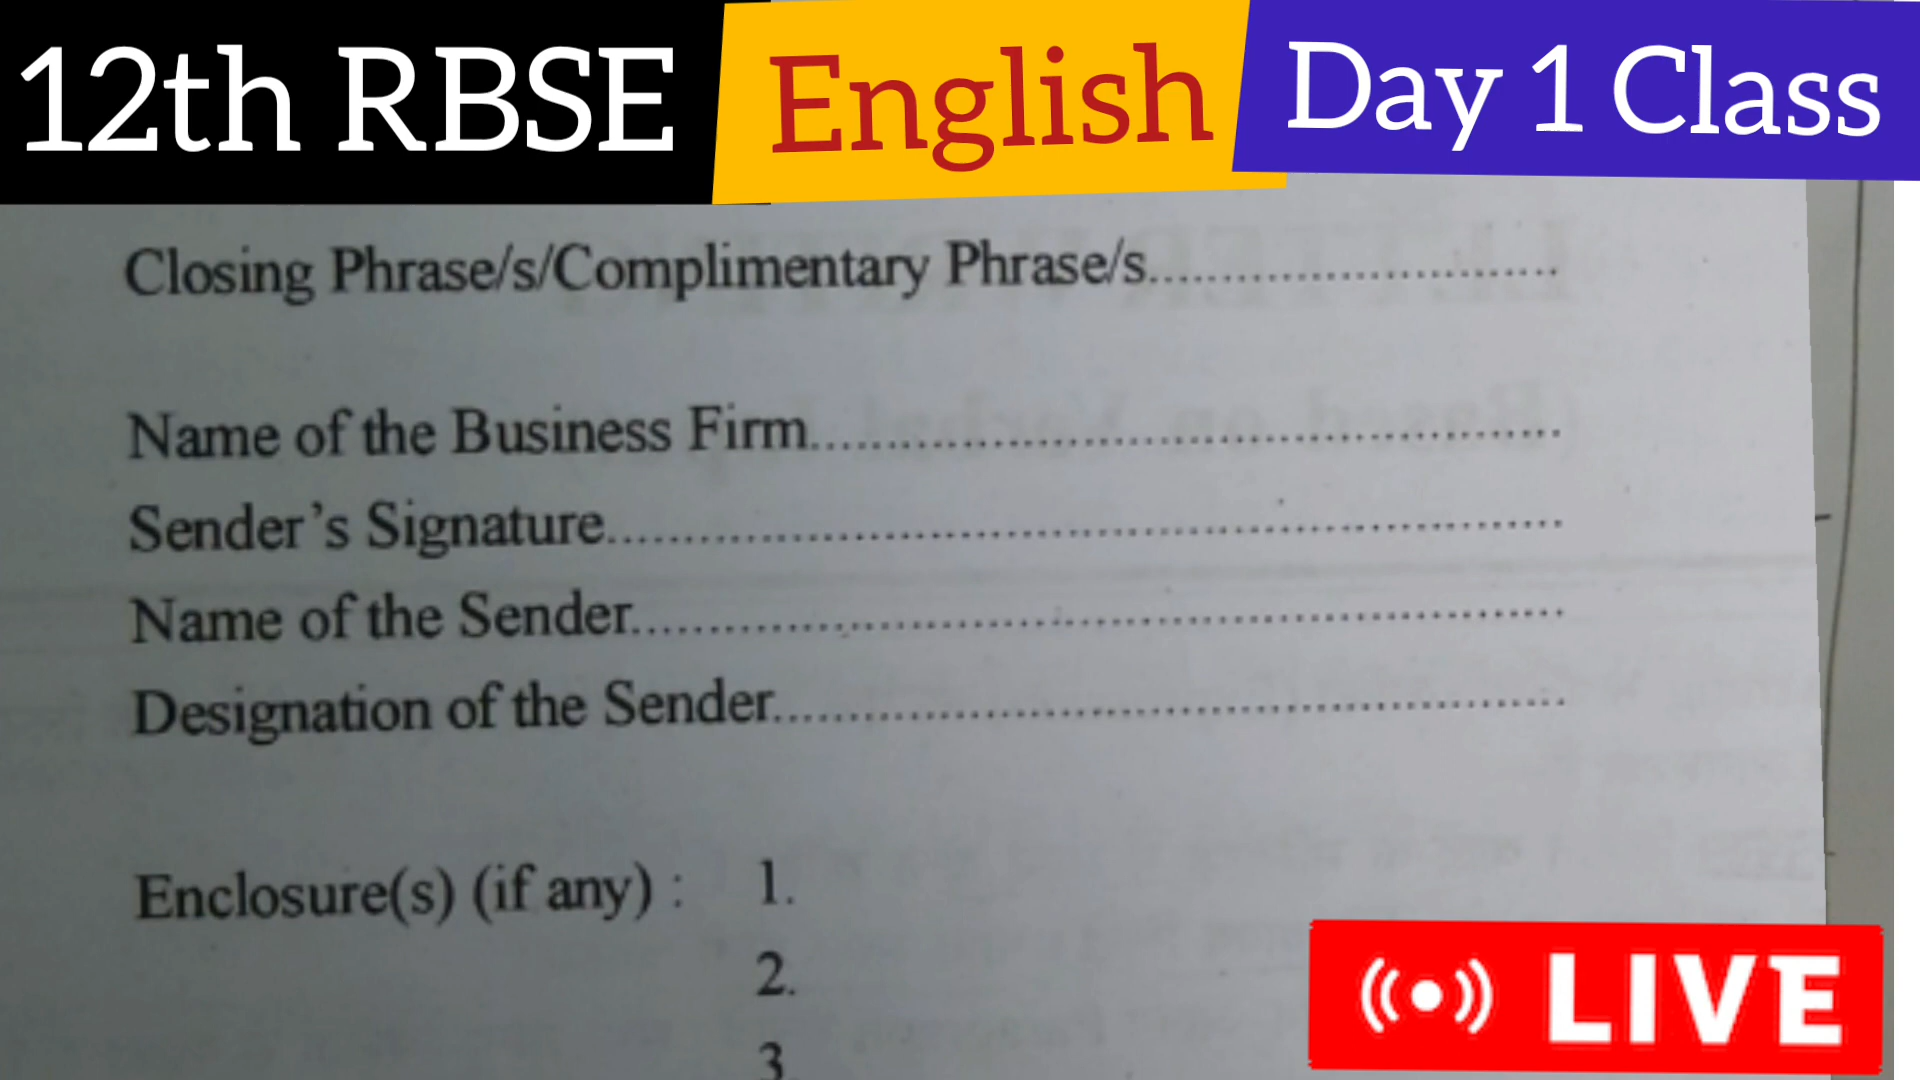 12th RBSE English Day 1 Class
Closing Phrase/s/Complimentary Phrase/s............................
Name of the Business Firm..................................................
Sender's Signature................................................................
Name of the Sender..............................................................
Designation of the Sender.....................................................
Enclosure(s) (if any) : 1.
2.
3.
((•)) LIVE